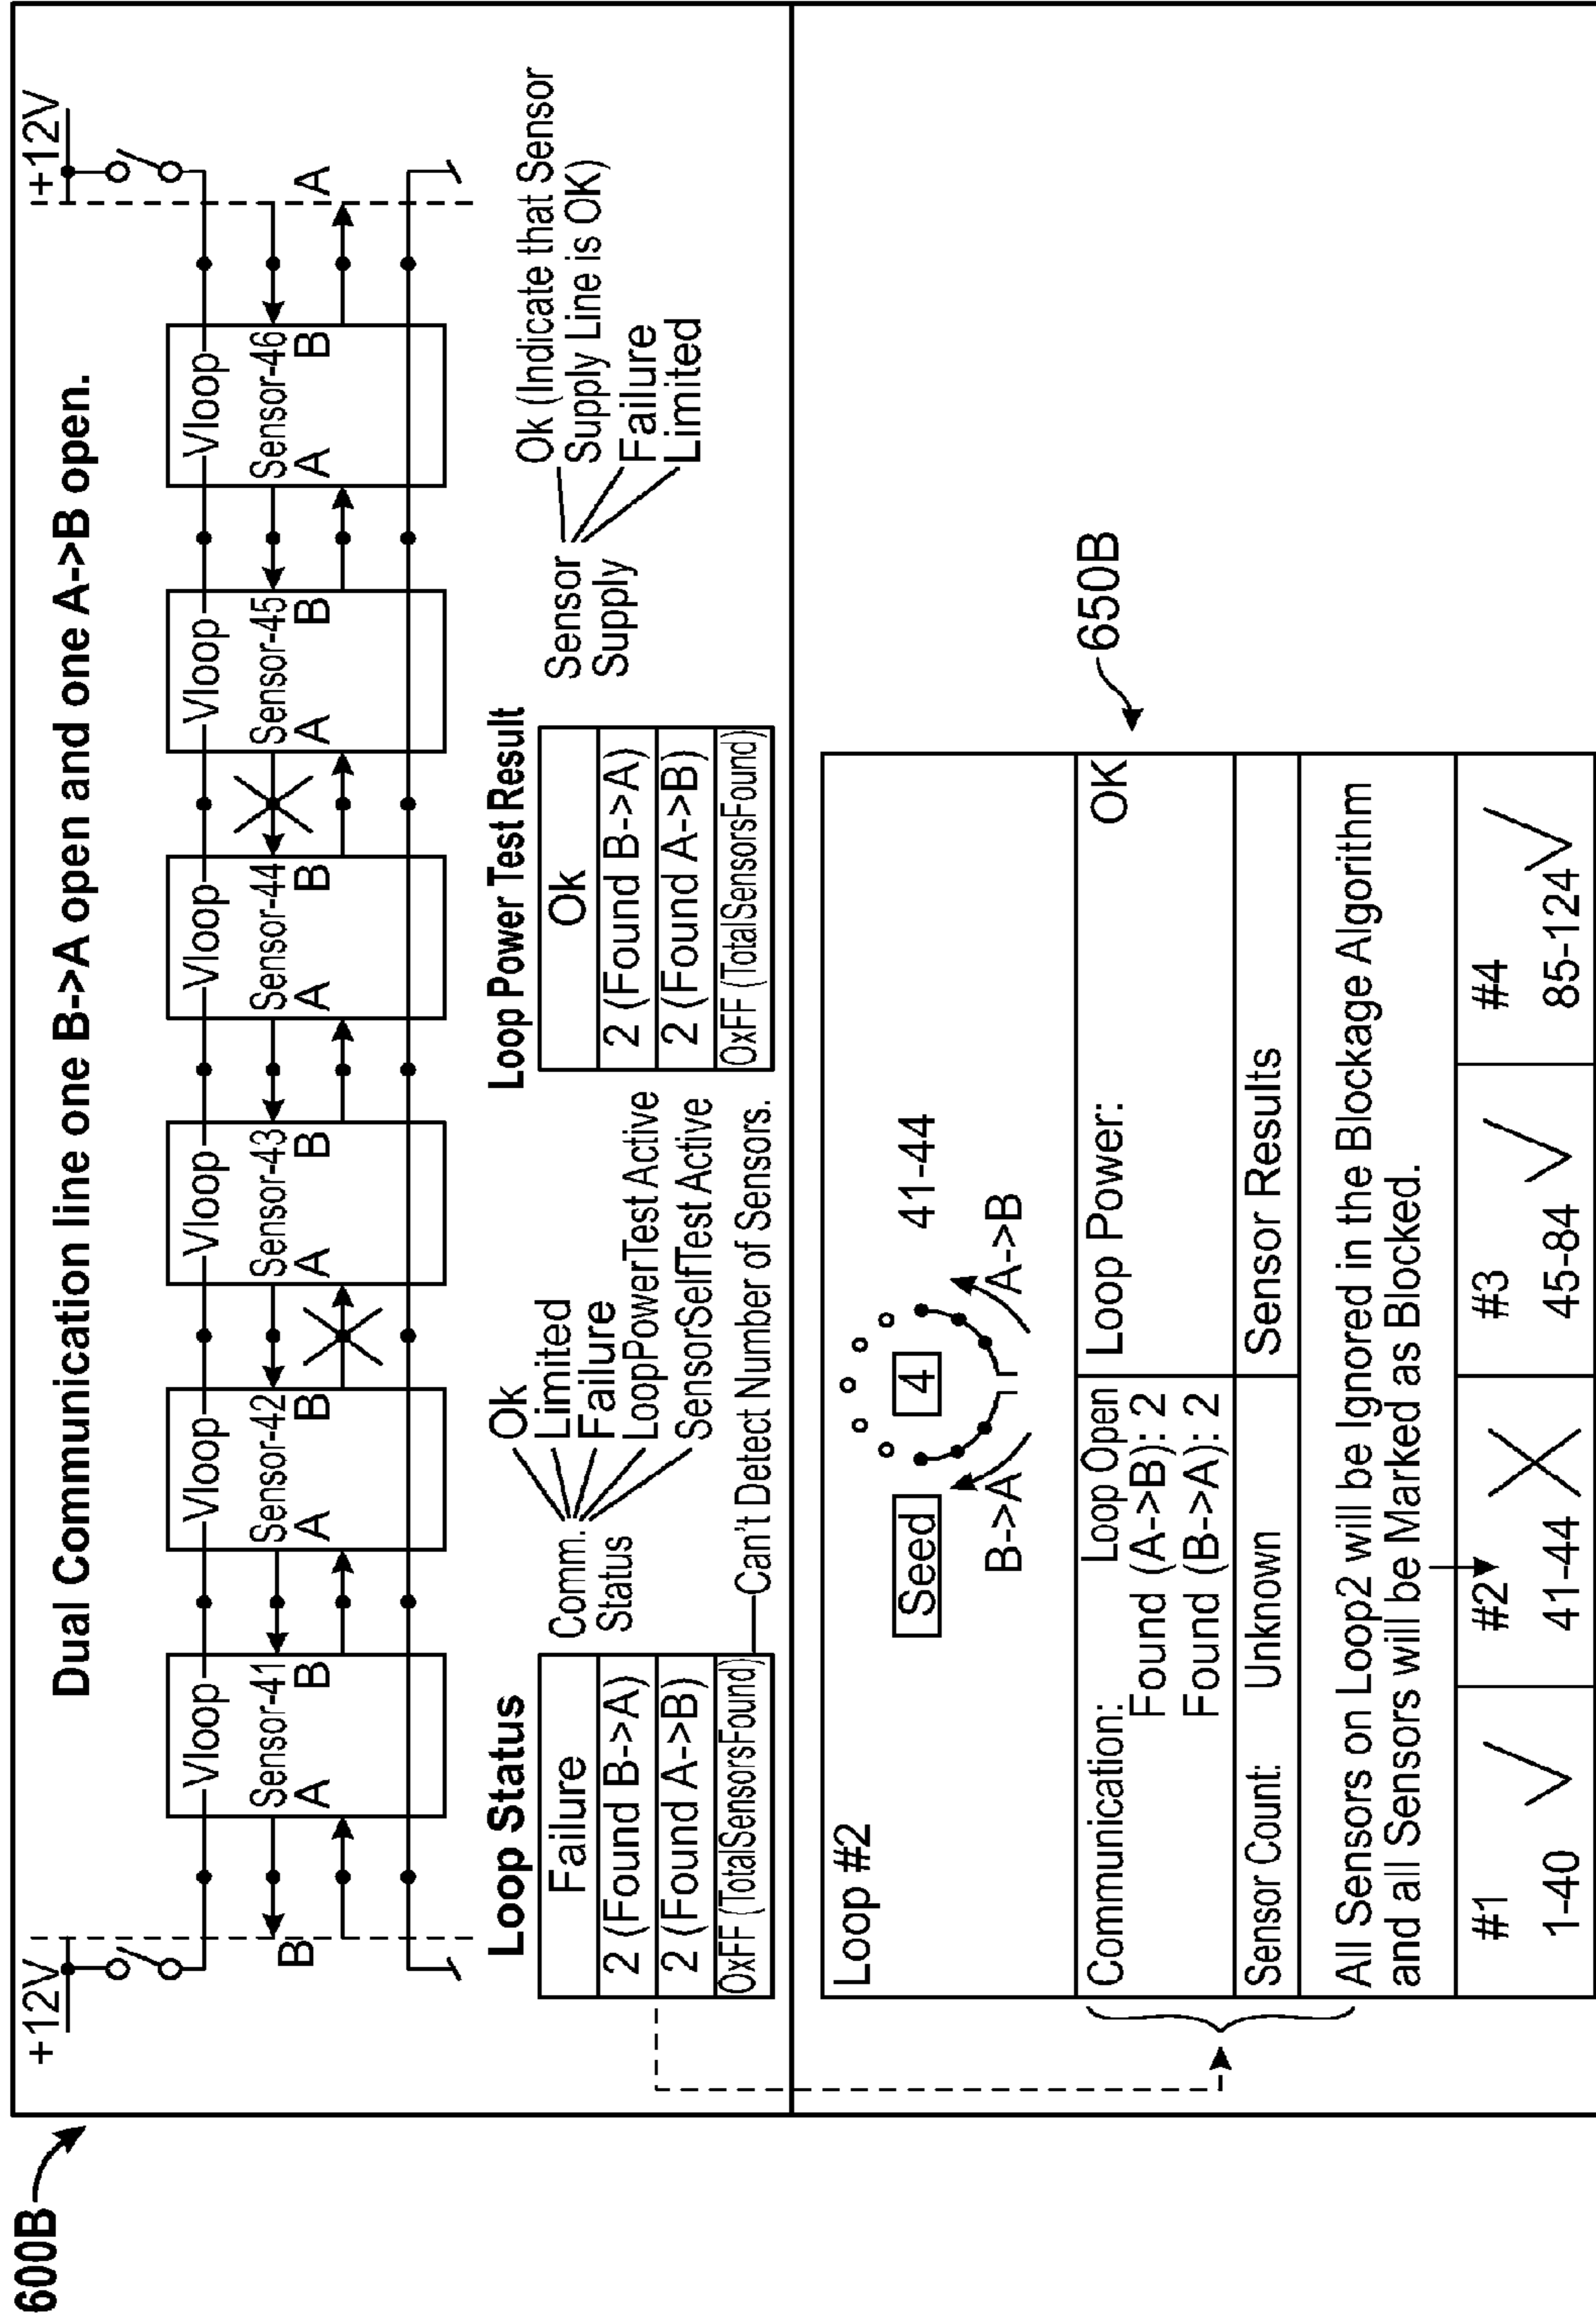 600B
Dual Communication line one B->A open and one A->B open.
+12V
+12V
Vloop
Vloop
Vloop
Vloop
Vloop
Vloop
Sensor-41
Sensor-42
Sensor-43
Sensor-44
Sensor-45
Sensor-46
B
A B
A B
A B
A B
A B
A B
A
Loop Status
Failure
2 (Found B->A)
2 (Found A->B)
OxFF (TotalSensorsFound)
Comm.
Status
Ok
Limited
Failure
LoopPowerTest Active
SensorSelfTest Active
Can't Detect Number of Sensors.
Loop Power Test Result
Ok
2 (Found B->A)
2 (Found A->B)
OxFF (TotalSensorsFound)
Sensor
Supply
Ok (Indicate that Sensor
Supply Line is OK)
Failure
Limited
650B
Loop #2
Seed
4
41-44
B->A
A->B
Communication: Loop Open
Found (A->B): 2
Found (B->A): 2
Loop Power: OK
Sensor Count: Unknown
Sensor Results
All Sensors on Loop2 will be Ignored in the Blockage Algorithm
and all Sensors will be Marked as Blocked.
#1
1-40
#2
41-44
#3
45-84
#4
85-124